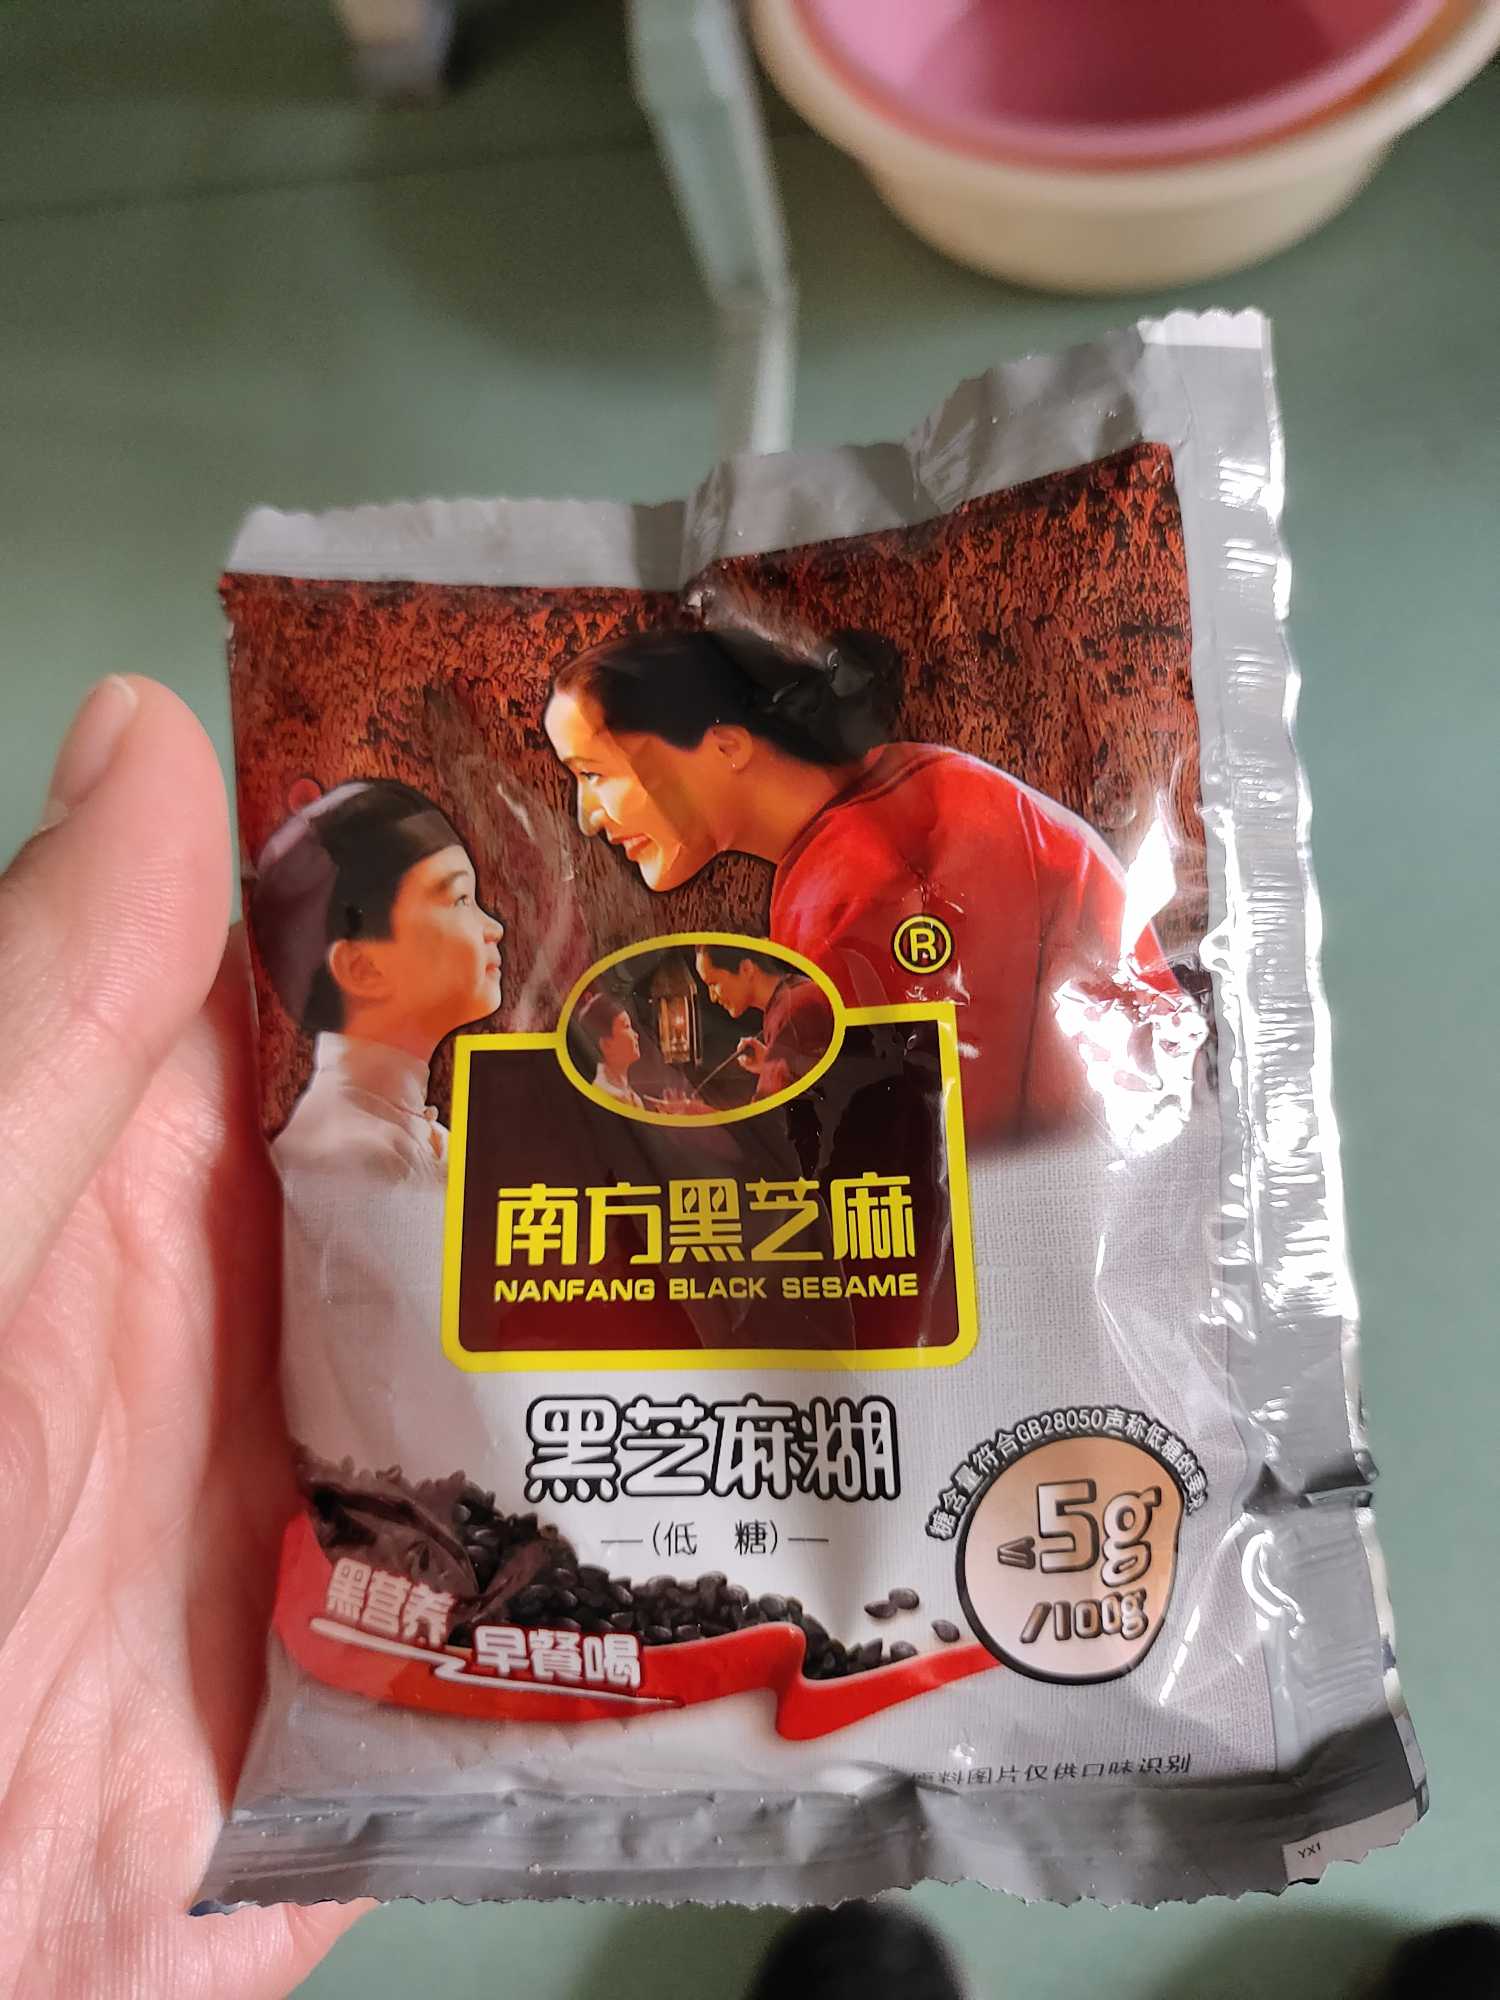 ®
南方黑芝麻
NANFANG BLACK SESAME
黑芝麻糊
(低 糖)
糖含量符合GB28050声称低糖的要求
≤5g
/100g
黑营养
早餐喝
原料图片仅供口味识别
YX1